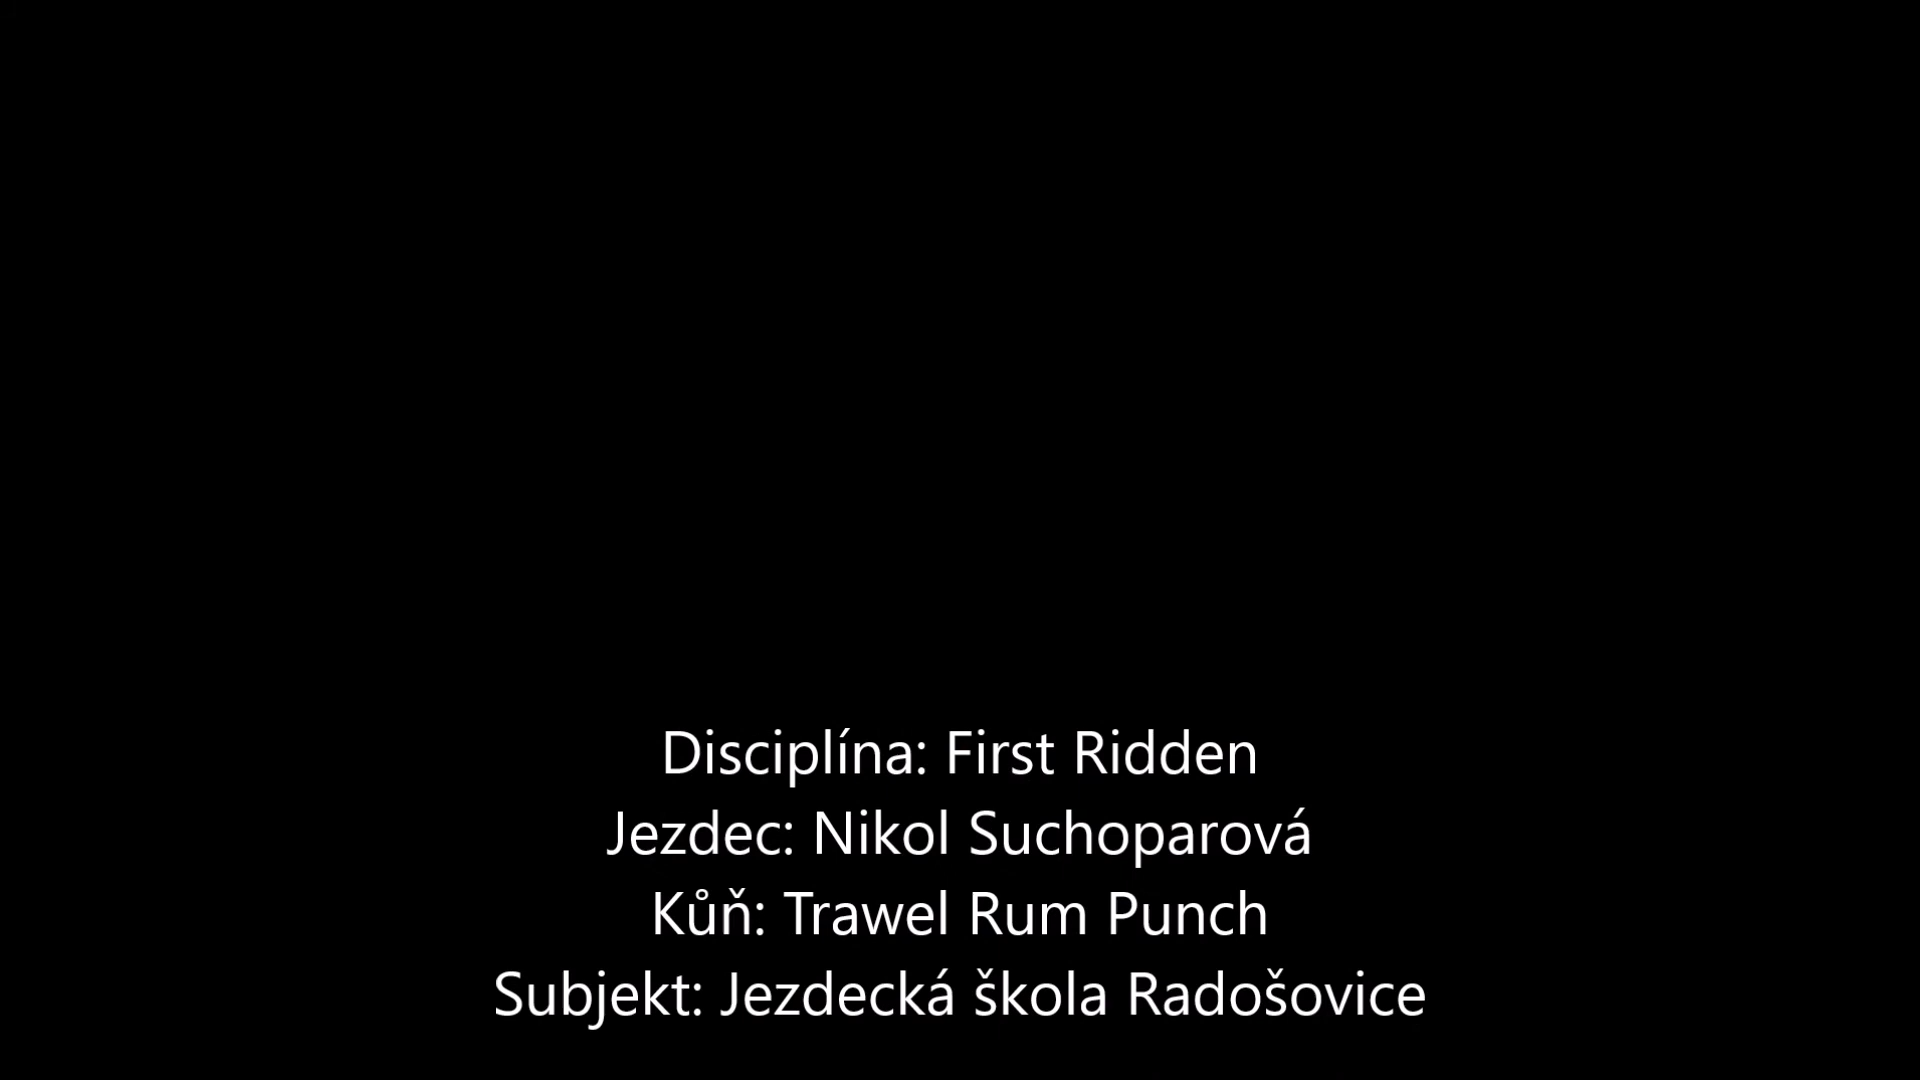 Disciplína: First Ridden
Jezdec: Nikol Suchoparová
Kůň: Trawel Rum Punch
Subjekt: Jezdecká škola Radošovice